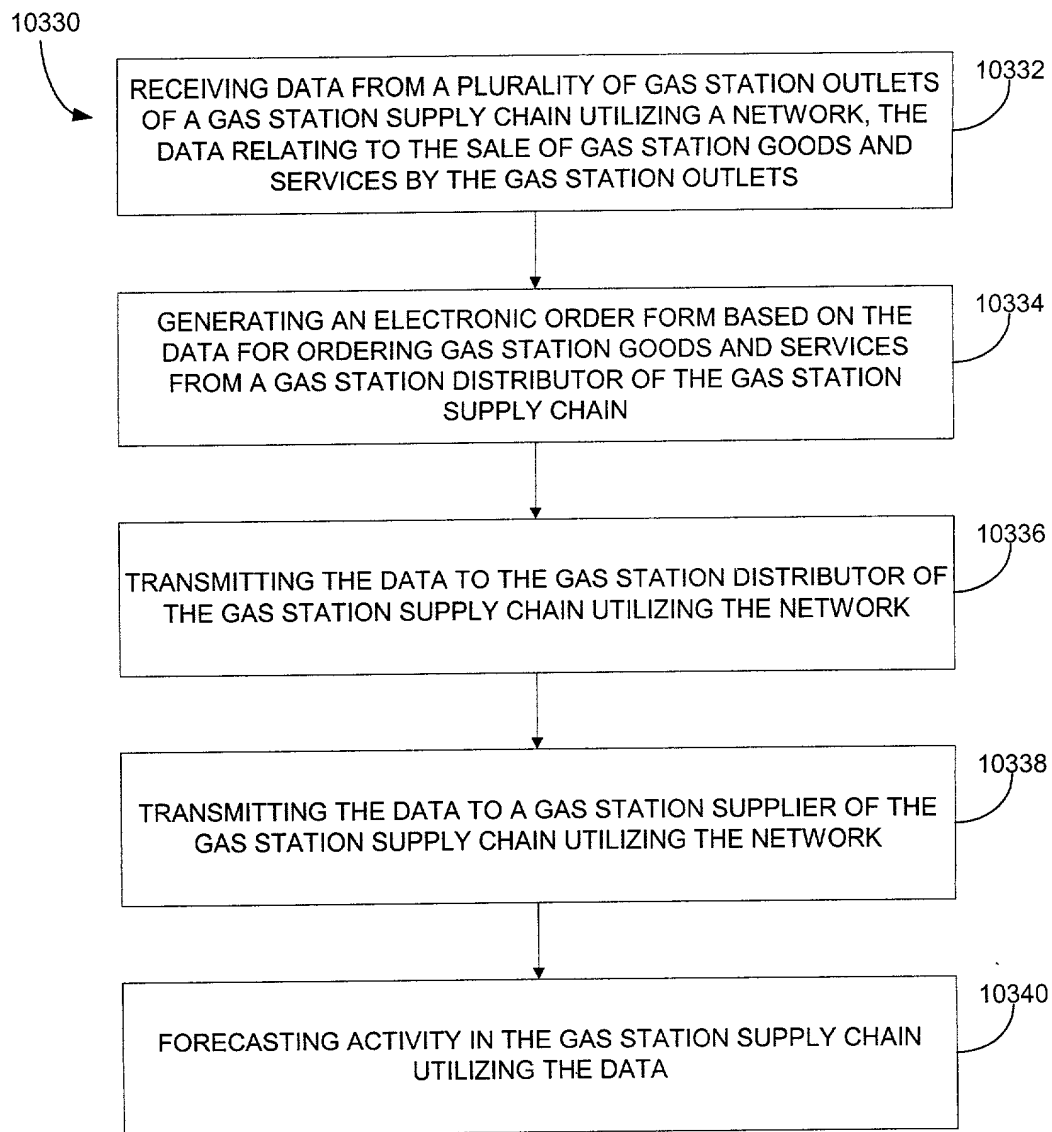 10330
10332
RECEIVING DATA FROM A PLURALITY OF GAS STATION OUTLETS
OF A GAS STATION SUPPLY CHAIN UTILIZING A NETWORK, THE
DATA RELATING TO THE SALE OF GAS STATION GOODS AND
SERVICES BY THE GAS STATION OUTLETS
10334
GENERATING AN ELECTRONIC ORDER FORM BASED ON THE
DATA FOR ORDERING GAS STATION GOODS AND SERVICES
FROM A GAS STATION DISTRIBUTOR OF THE GAS STATION
SUPPLY CHAIN
10336
TRANSMITTING THE DATA TO THE GAS STATION DISTRIBUTOR OF
THE GAS STATION SUPPLY CHAIN UTILIZING THE NETWORK
10338
TRANSMITTING THE DATA TO A GAS STATION SUPPLIER OF THE
GAS STATION SUPPLY CHAIN UTILIZING THE NETWORK
10340
FORECASTING ACTIVITY IN THE GAS STATION SUPPLY CHAIN
UTILIZING THE DATA